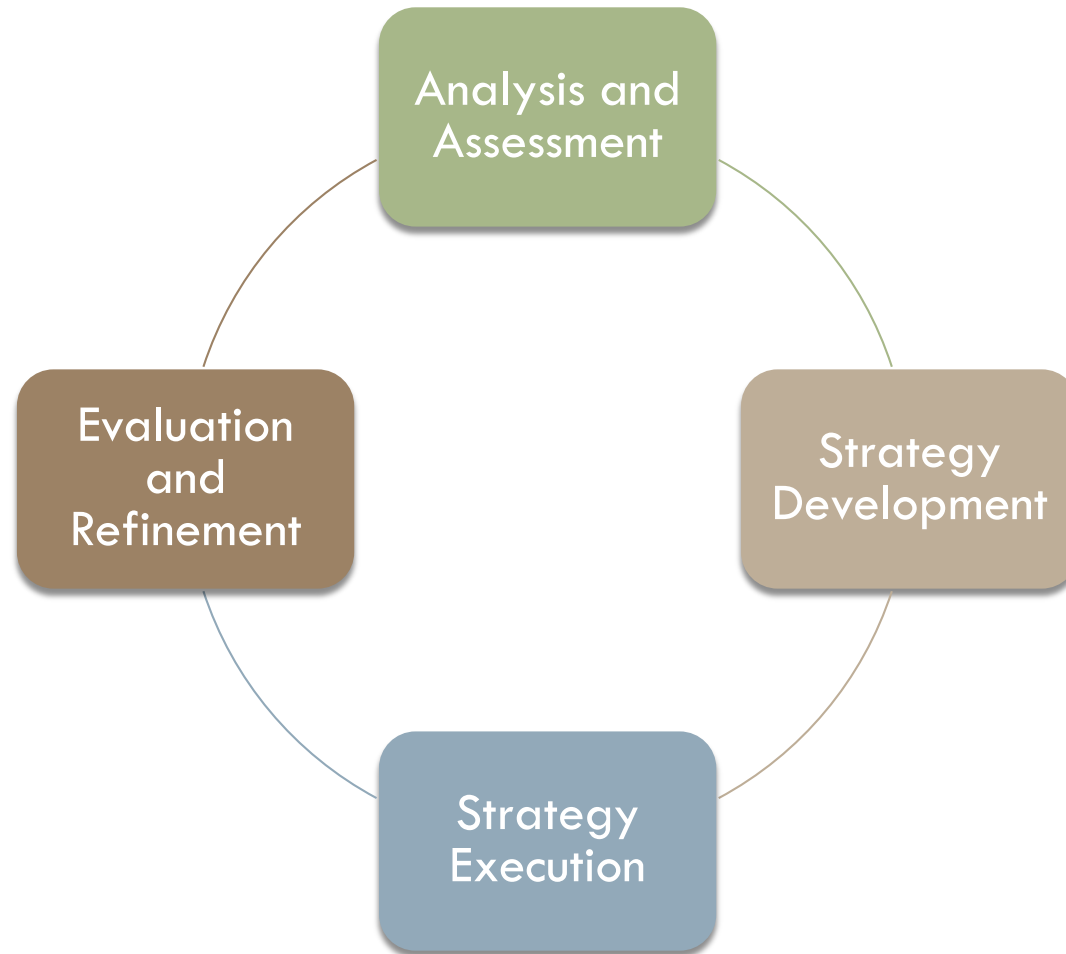 Analysis and
Assessment
Strategy
Development
Strategy
Execution
Evaluation
and
Refinement